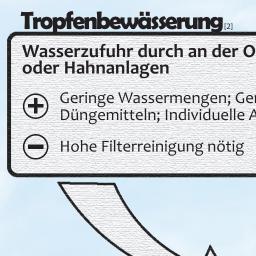 Tropfenbewässerung[2]
Wasserzufuhr durch an der O
oder Hahnanlagen
Geringe Wassermengen; Ger
Düngemitteln; Individuelle A
Hohe Filterreinigung nötig